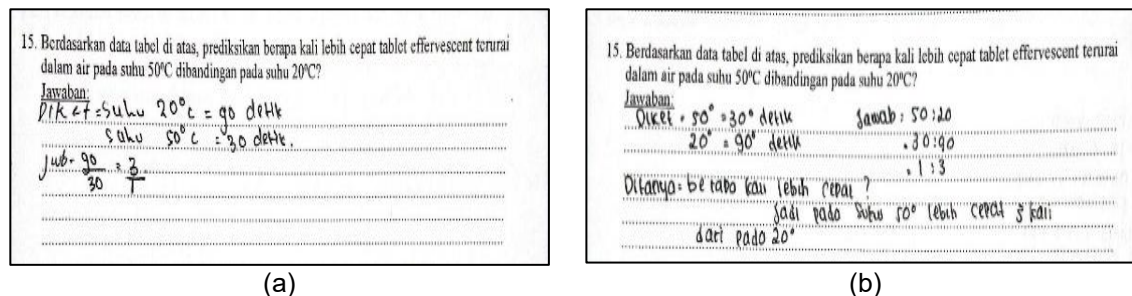 15. Berdasarkan data tabel di atas, prediksikan berapa kali lebih cepat tablet effervescent terurai
dalam air pada suhu 50°C dibandingan pada suhu 20°C?
Jawaban:
Diket = Suhu 20°c = 90 detik
Suhu 50°c = 30 detik.
Jwb = 90/30 = 3/1
(a)
15. Berdasarkan data tabel di atas, prediksikan berapa kali lebih cepat tablet effervescent terurai
dalam air pada suhu 50°C dibandingan pada suhu 20°C?
Jawaban:
Diket = 50° = 30° detik Jawab : 50:20
20° = 90° detik = 30:90
= 1:3
Ditanya = berapa kali lebih cepat ?
Jadi pada suhu 50° lebih cepat 3 kali
dari pada 20°
(b)